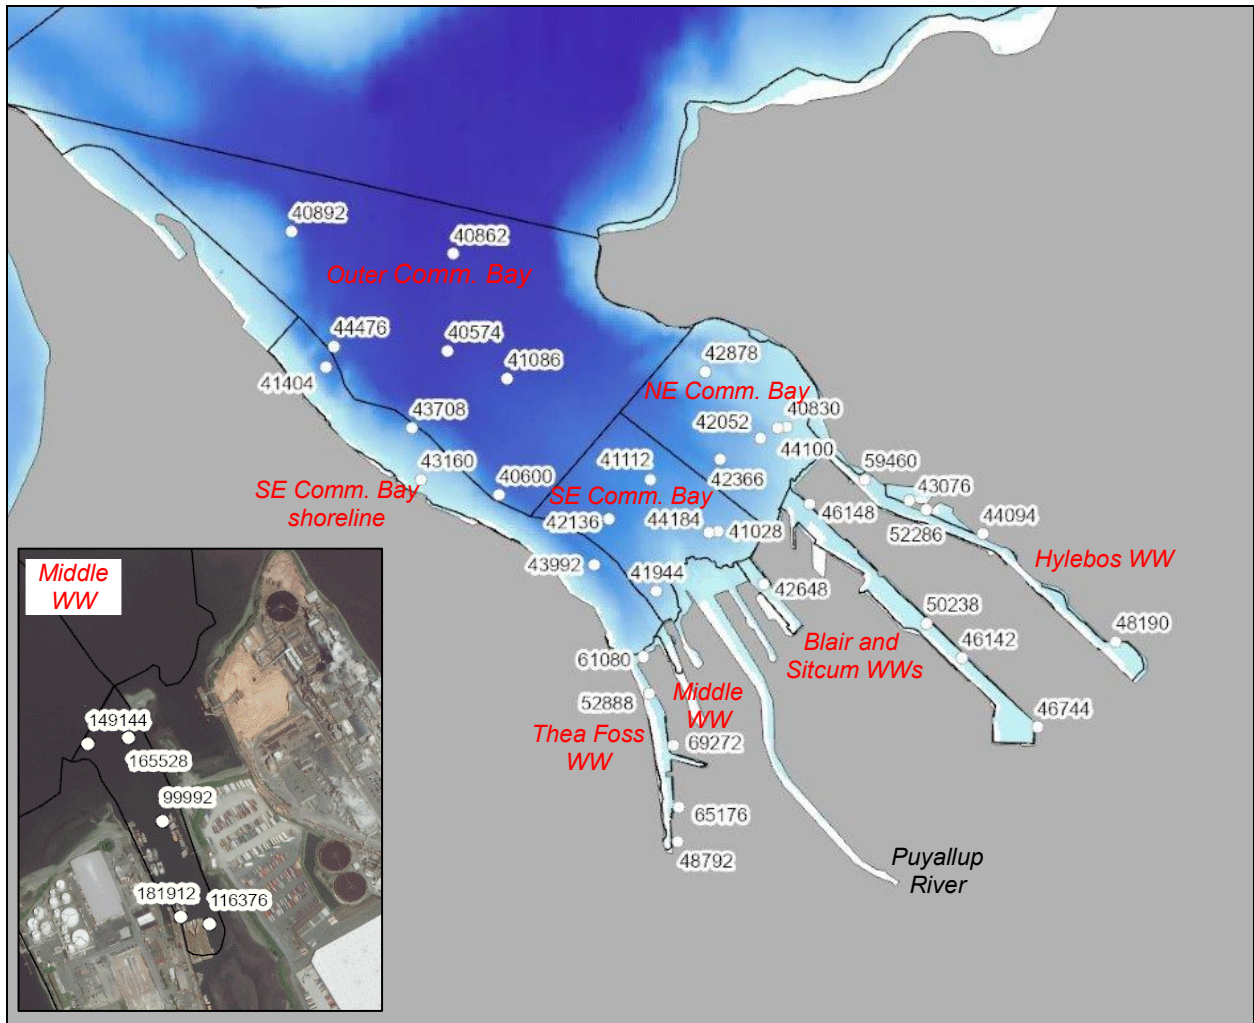 40892
40862
Outer Comm. Bay
44476
40574
41086
41404
42878
NE Comm. Bay
43708
40830
42052
44100
43160
41112
42366
59460
40600
SE Comm. Bay
shoreline
SE Comm. Bay
43076
46148
42136
44184
41028
52286
44094
Hylebos WW
43992
41944
42648
Middle
WW
50238
48190
Blair and
Sitcum WWs
46142
61080
52888
Middle
WW
46744
Thea Foss
WW
69272
149144
165528
99992
65176
48792
Puyallup
River
181912
116376